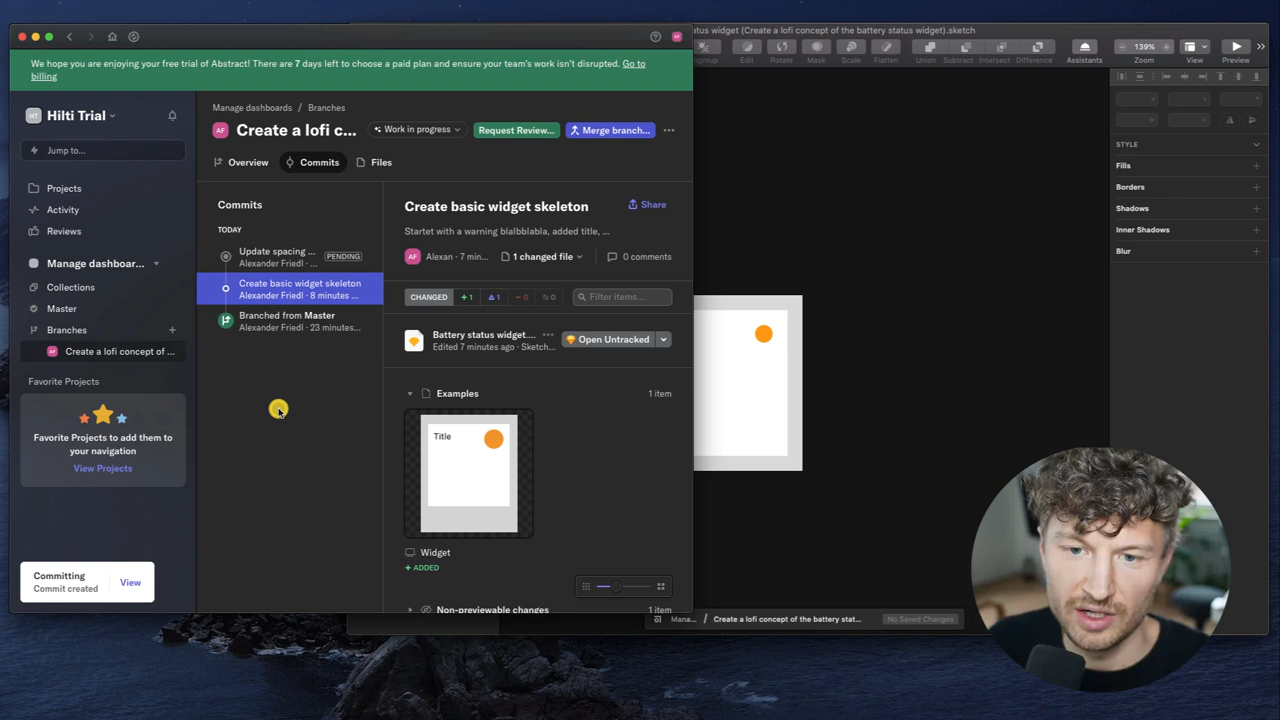 tus widget (Create a lofi concept of the battery status widget).sketch
We hope you are enjoying your free trial of Abstract! There are 7 days left to choose a paid plan and ensure your team's work isn't disrupted. Go to
billing
group
Edit
Rotate
Mask
Scale
Flatten
Union
Subtract
Intersect
Difference
Assistants
139%
Zoom
View
Preview
HT
Hilti Trial
Jump to...
Projects
Activity
Reviews
Manage dashboar...
Collections
Master
Branches
AF
Create a lofi concept of ...
Favorite Projects
Favorite Projects to add them to
your navigation
View Projects
Committing
Commit created
View
Manage dashboards / Branches
AF
Create a lofi c...
Work in progress
Request Review...
Merge branch...
Overview
Commits
Files
Commits
TODAY
Update spacing ...
PENDING
Alexander Friedl · ...
Create basic widget skeleton
Alexander Friedl · 8 minutes ...
Branched from Master
Alexander Friedl · 23 minutes...
Create basic widget skeleton
Share
Startet with a warning blalbblabla, added title, ...
AF
Alexan · 7 min...
1 changed file
0 comments
CHANGED
+1
1
0
0
Filter items...
Battery status widget....
Edited 7 minutes ago · Sketch...
Open Untracked
Examples
1 item
Title
Widget
+ ADDED
Non-previewable changes
1 item
Mana... / Create a lofi concept of the battery stat...
No Saved Changes
STYLE
Fills
Borders
Shadows
Inner Shadows
Blur